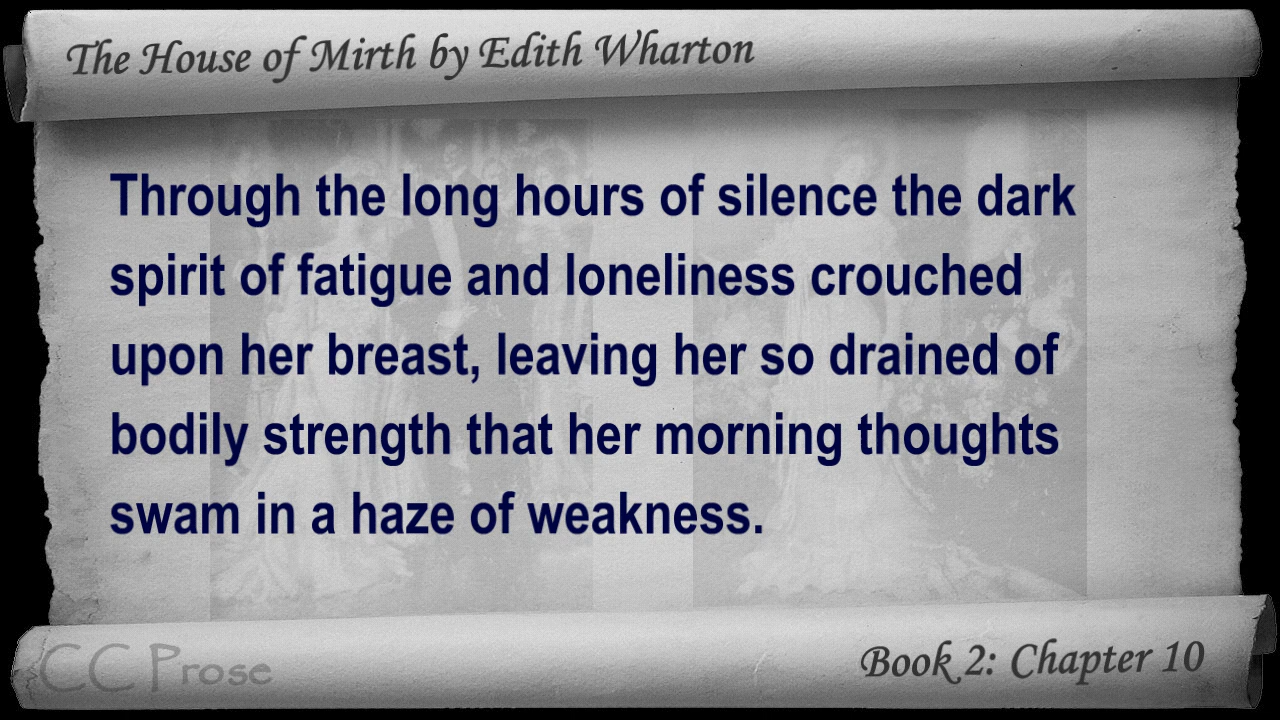 The House of Mirth by Edith Wharton
Through the long hours of silence the dark
spirit of fatigue and loneliness crouched
upon her breast, leaving her so drained of
bodily strength that her morning thoughts
swam in a haze of weakness.
CC Prose
Book 2: Chapter 10